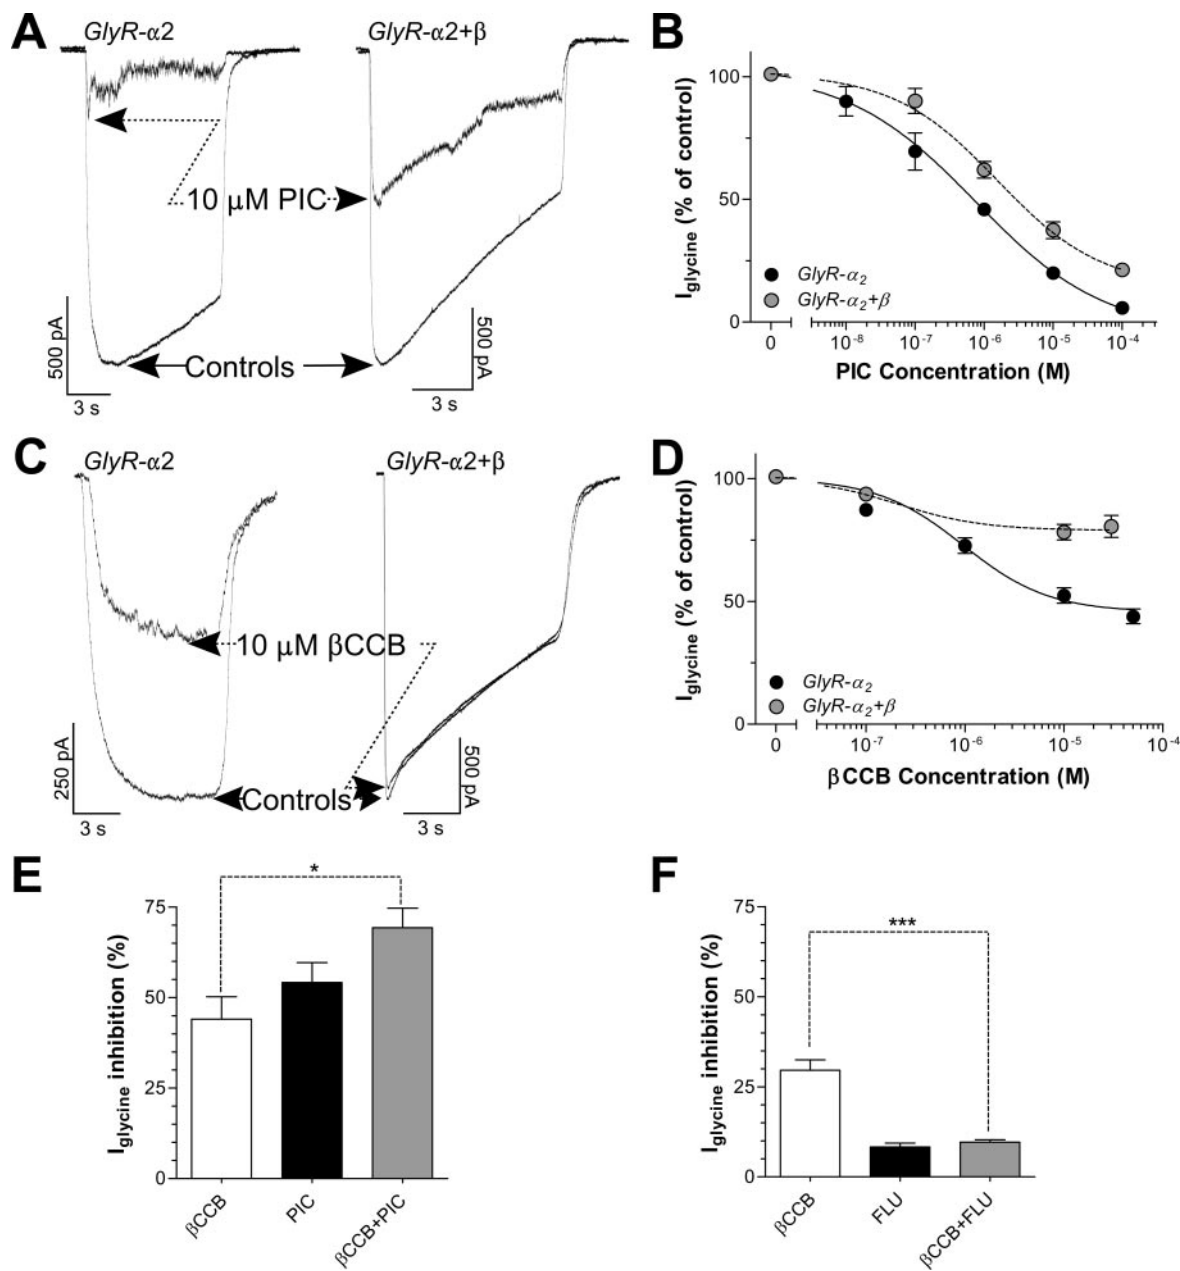 A
GlyR-α2
GlyR-α2+β
10 μM PIC
Controls
500 pA
3 s
500 pA
3 s
B
I glycine (% of control)
100
50
0
GlyR-α2
GlyR-α2+β
0
10-8
10-7
10-6
10-5
10-4
PIC Concentration (M)
C
GlyR-α2
GlyR-α2+β
10 μM βCCB
Controls
250 pA
3 s
500 pA
3 s
D
I glycine (% of control)
100
50
0
GlyR-α2
GlyR-α2+β
0
10-7
10-6
10-5
10-4
βCCB Concentration (M)
E
*
I glycine inhibition (%)
75
50
25
0
βCCB
PIC
βCCB+PIC
F
***
I glycine inhibition (%)
75
50
25
0
βCCB
FLU
βCCB+FLU